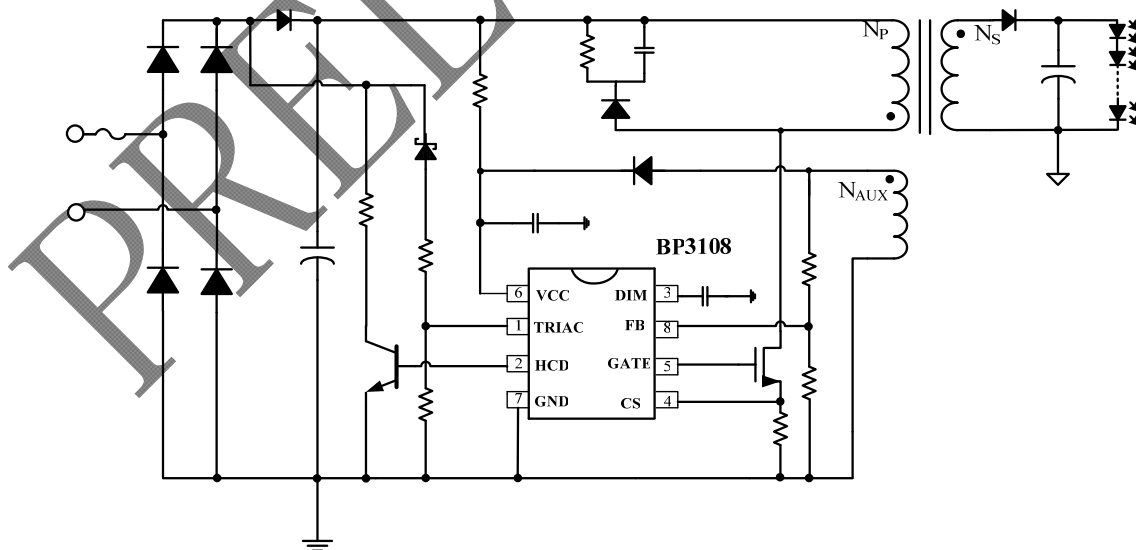 PREL
NP
NS
NAUX
BP3108
6 VCC
DIM 3
1 TRIAC
FB 8
2 HCD
GATE 5
7 GND
CS 4